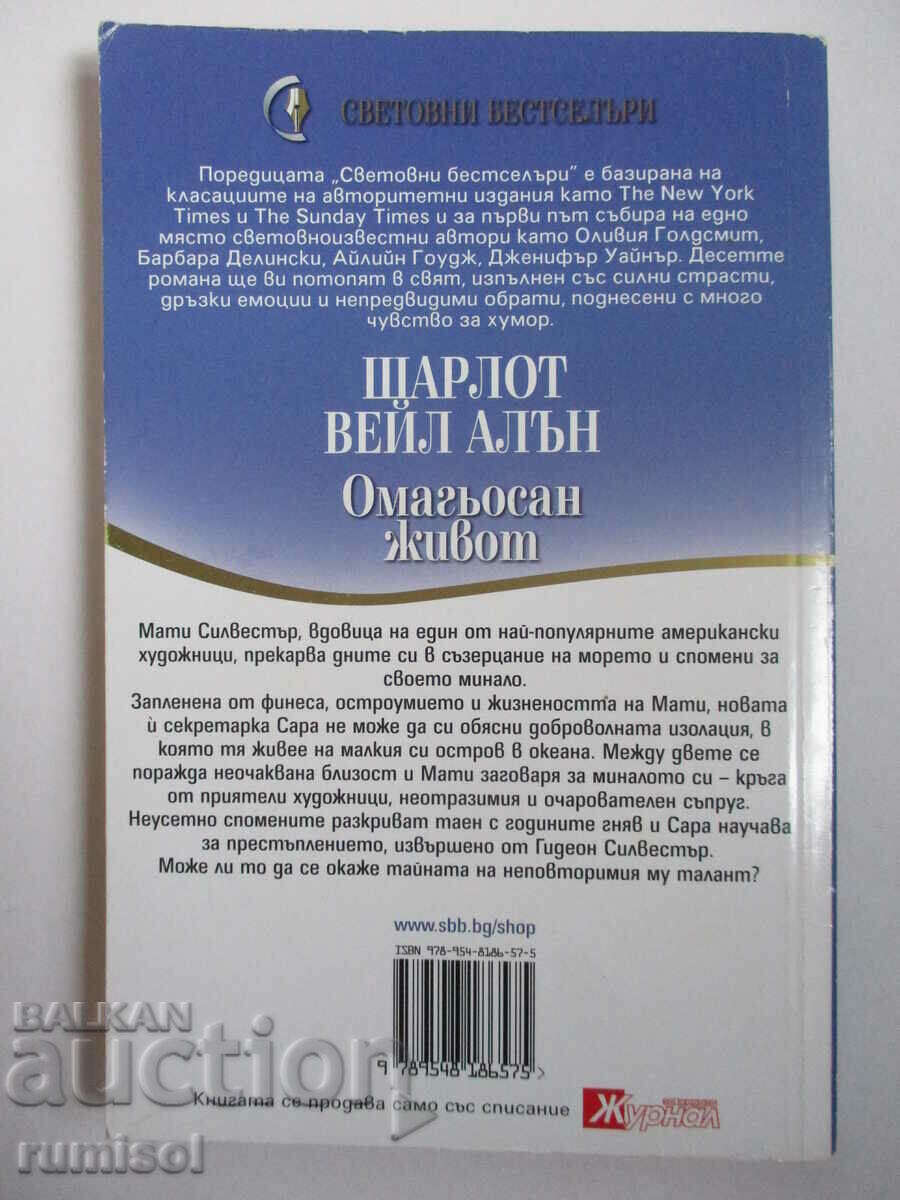 СВЕТОВНИ БЕСТСЕЛЪРИ
Поредицата „Световни бестселъри" е базирана на
класациите на авторитетни издания като The New York
Times и The Sunday Times и за първи път събира на едно
място световноизвестни автори като Оливия Голдсмит,
Барбара Делински, Айлийн Гоудж, Дженифър Уайнър. Десетте
романа ще ви потопят в свят, изпълнен със силни страсти,
дръзки емоции и непредвидими обрати, поднесени с много
чувство за хумор.
ШАРЛОТ
ВЕЙЛ АЛЪН
Омагьосан
живот
Мати Силвестър, вдовица на един от най-популярните американски
художници, прекарва дните си в съзерцание на морето и спомени за
своето минало.
Запленена от финеса, остроумието и жизнеността на Мати, новата
ѝ секретарка Сара не може да си обясни доброволната изолация, в
която тя живее на малкия си остров в океана. Между двете се
поражда неочаквана близост и Мати заговаря за миналото си – кръга
от приятели художници, неотразимия и очарователен съпруг.
Неусетно спомените разкриват таен с годините гняв и Сара научава
за престъплението, извършено от Гидеон Силвестър.
Може ли то да се окаже тайната на неповторимия му талант?
www.sbb.bg/shop
ISBN 978-954-8186-57-5
9 789548 186575 >
Книгата се продава само със списание
Журнал
BALKAN
auction
rumisol